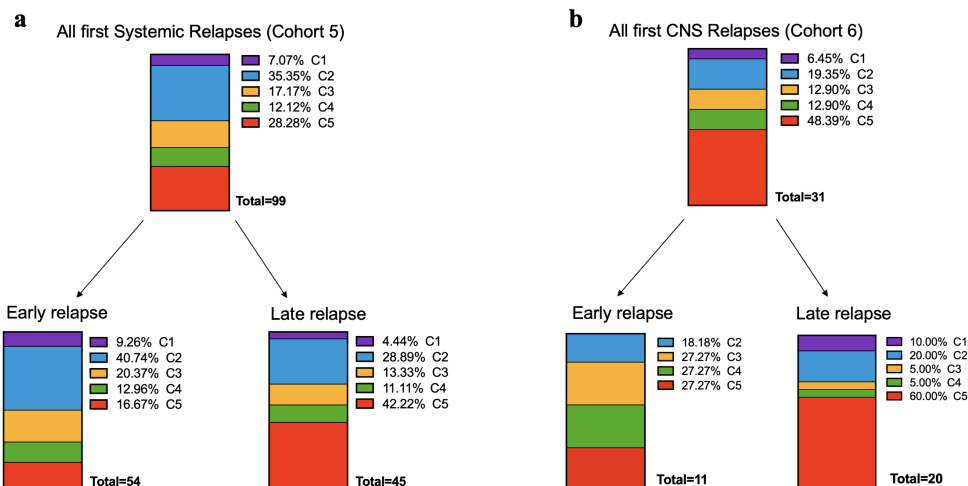 a
All first Systemic Relapses (Cohort 5)
7.07% C1
35.35% C2
17.17% C3
12.12% C4
28.28% C5
Total=99
Early relapse
9.26% C1
40.74% C2
20.37% C3
12.96% C4
16.67% C5
Total=54
Late relapse
4.44% C1
28.89% C2
13.33% C3
11.11% C4
42.22% C5
Total=45
b
All first CNS Relapses (Cohort 6)
6.45% C1
19.35% C2
12.90% C3
12.90% C4
48.39% C5
Total=31
Early relapse
18.18% C2
27.27% C3
27.27% C4
27.27% C5
Total=11
Late relapse
10.00% C1
20.00% C2
5.00% C3
5.00% C4
60.00% C5
Total=20